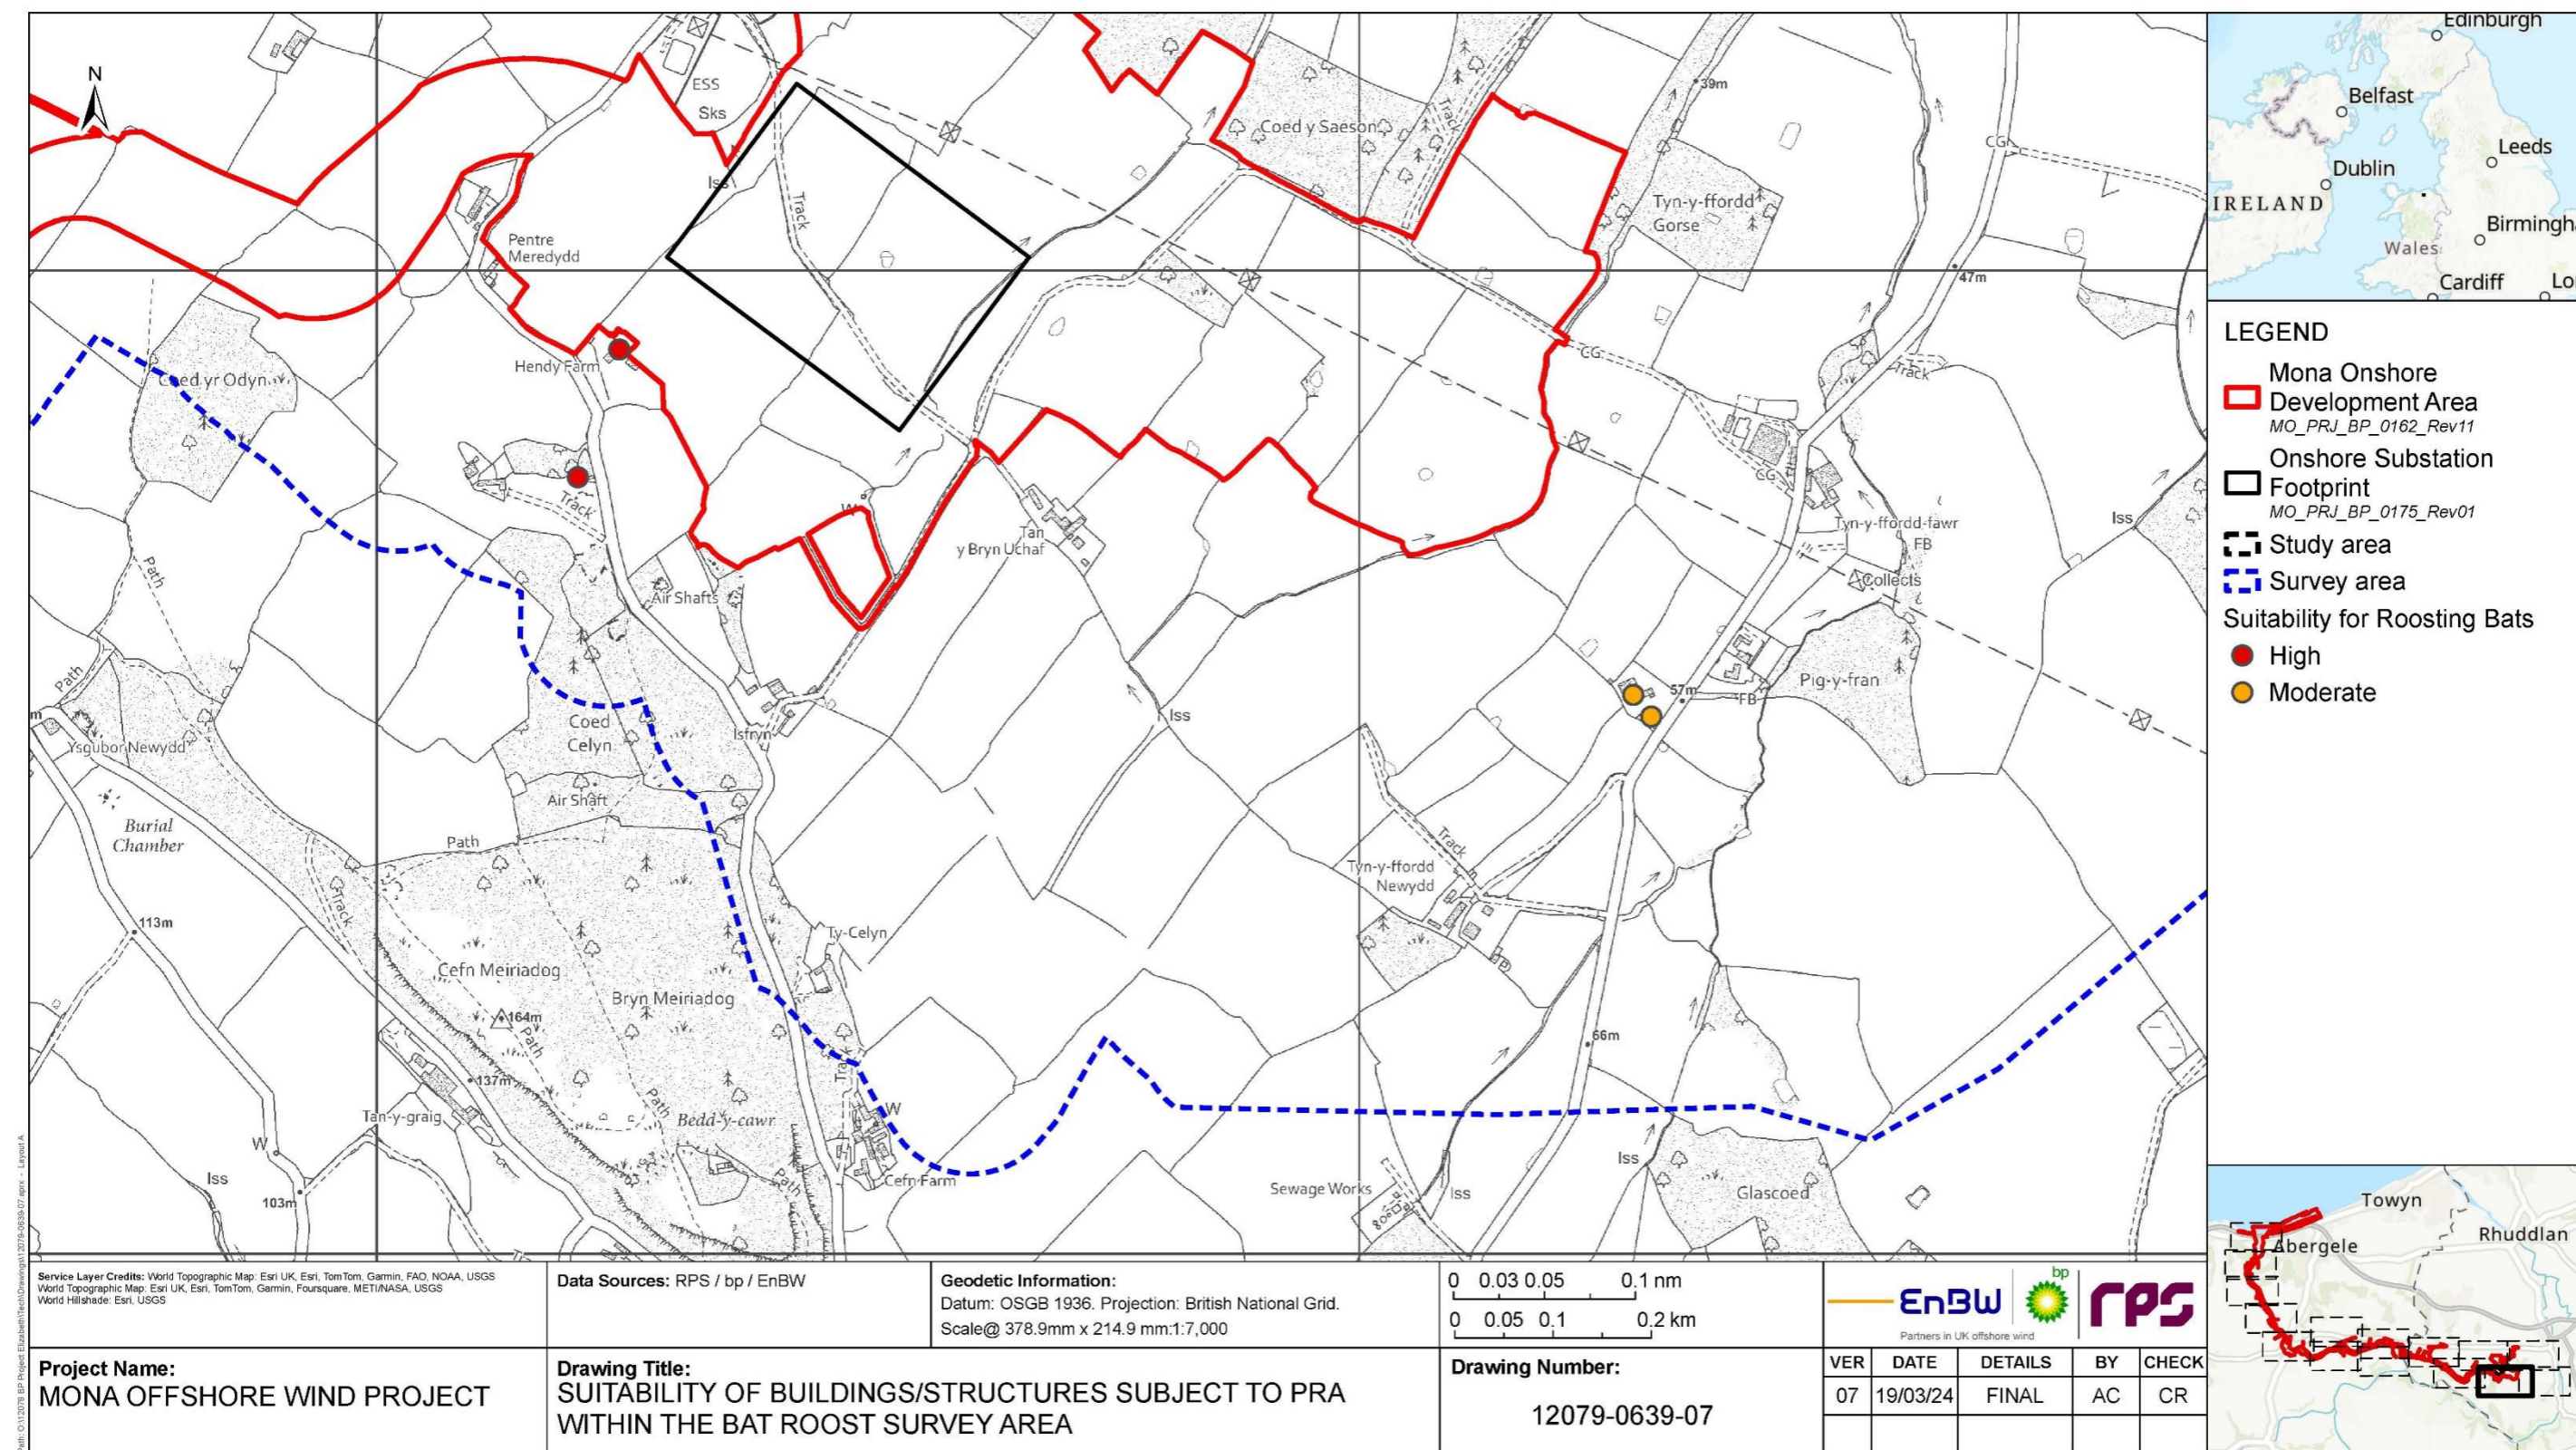 N
ESS
Sks
Iss
Track
Coed y Saeson
Track
39m
Tyn-y-ffordd
Gorse
CG
47m
Pentre
Meredydd
Hendy Farm
Coed yr Odyn
CG
Track
CG
Track
W
Tan
y Bryn Uchaf
Tyn-y-ffordd-fawr
FB
Iss
Collects
Path
Air Shafts
Path
Pig-y-fran
57m
FB
Iss
m
Ysgubor Newydd
Coed
Celyn
Isfryn
Air Shaft
Burial
Chamber
Path
Track
Tyn-y-ffordd
Newydd
Track
113m
Ty-Celyn
Cefn Meiriadog
Bryn Meiriadog
164m
Path
66m
137m
Tan-y-graig
Path
Bedd-y-cawr
W
W
Iss
103m
Path
Cefn Farm
Sewage Works
Iss
Iss
Glascoed
Edinburgh
Belfast
Leeds
Dublin
IRELAND
Birmingh
Wales
Cardiff
Lo
LEGEND
Mona Onshore
Development Area
MO_PRJ_BP_0162_Rev11
Onshore Substation
Footprint
MO_PRJ_BP_0175_Rev01
Study area
Survey area
Suitability for Roosting Bats
High
Moderate
Towyn
Rhuddlan
Abergele
Service Layer Credits: World Topographic Map: Esri UK, Esri, TomTom, Garmin, FAO, NOAA, USGS
World Topographic Map: Esri UK, Esri, TomTom, Garmin, Foursquare, METI/NASA, USGS
World Hillshade: Esri, USGS
Data Sources: RPS / bp / EnBW
Geodetic Information:
Datum: OSGB 1936. Projection: British National Grid.
Scale@ 378.9mm x 214.9 mm:1:7,000
0 0.03 0.05 0.1 nm
0 0.05 0.1 0.2 km
EnBW
bp
rps
Partners in UK offshore wind
Project Name:
MONA OFFSHORE WIND PROJECT
Drawing Title:
SUITABILITY OF BUILDINGS/STRUCTURES SUBJECT TO PRA
WITHIN THE BAT ROOST SURVEY AREA
Drawing Number:
12079-0639-07
VER DATE DETAILS BY CHECK
07 19/03/24 FINAL AC CR